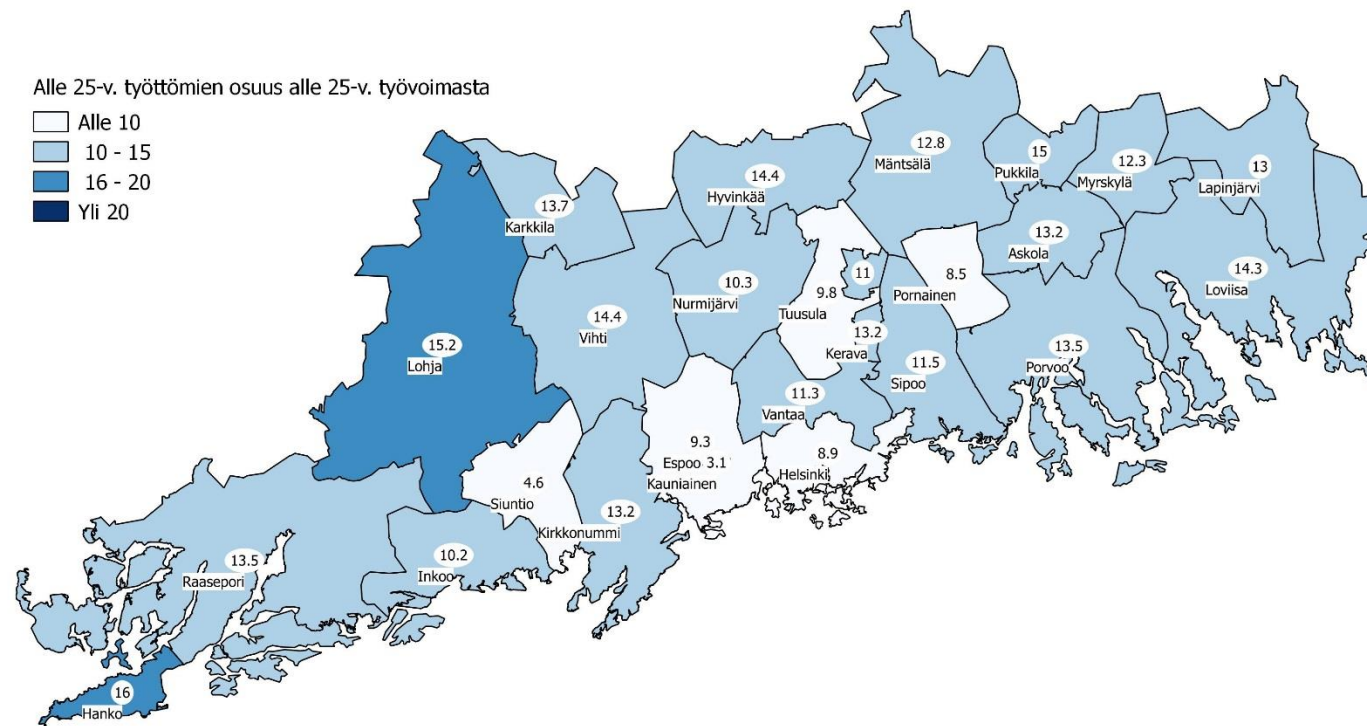 Alle 25-v. työttömien osuus alle 25-v. työvoimasta
Alle 10
10 - 15
16 - 20
Yli 20
12.8
Mäntsälä
15
Pukkila
12.3
Myrskylä
13
Lapinjärvi
14.4
Hyvinkää
13.7
Karkkila
13.2
Askola
14.3
Loviisa
10.3
Nurmijärvi
9.8
Tuusula
11
8.5
Pornainen
14.4
Vihti
13.2
Kerava
15.2
Lohja
11.5
Sipoo
13.5
Porvoo
11.3
Vantaa
9.3
Espoo 3.1
Kauniainen
8.9
Helsinki
4.6
Siuntio
13.2
Kirkkonummi
10.2
Inkoo
13.5
Raasepori
16
Hanko